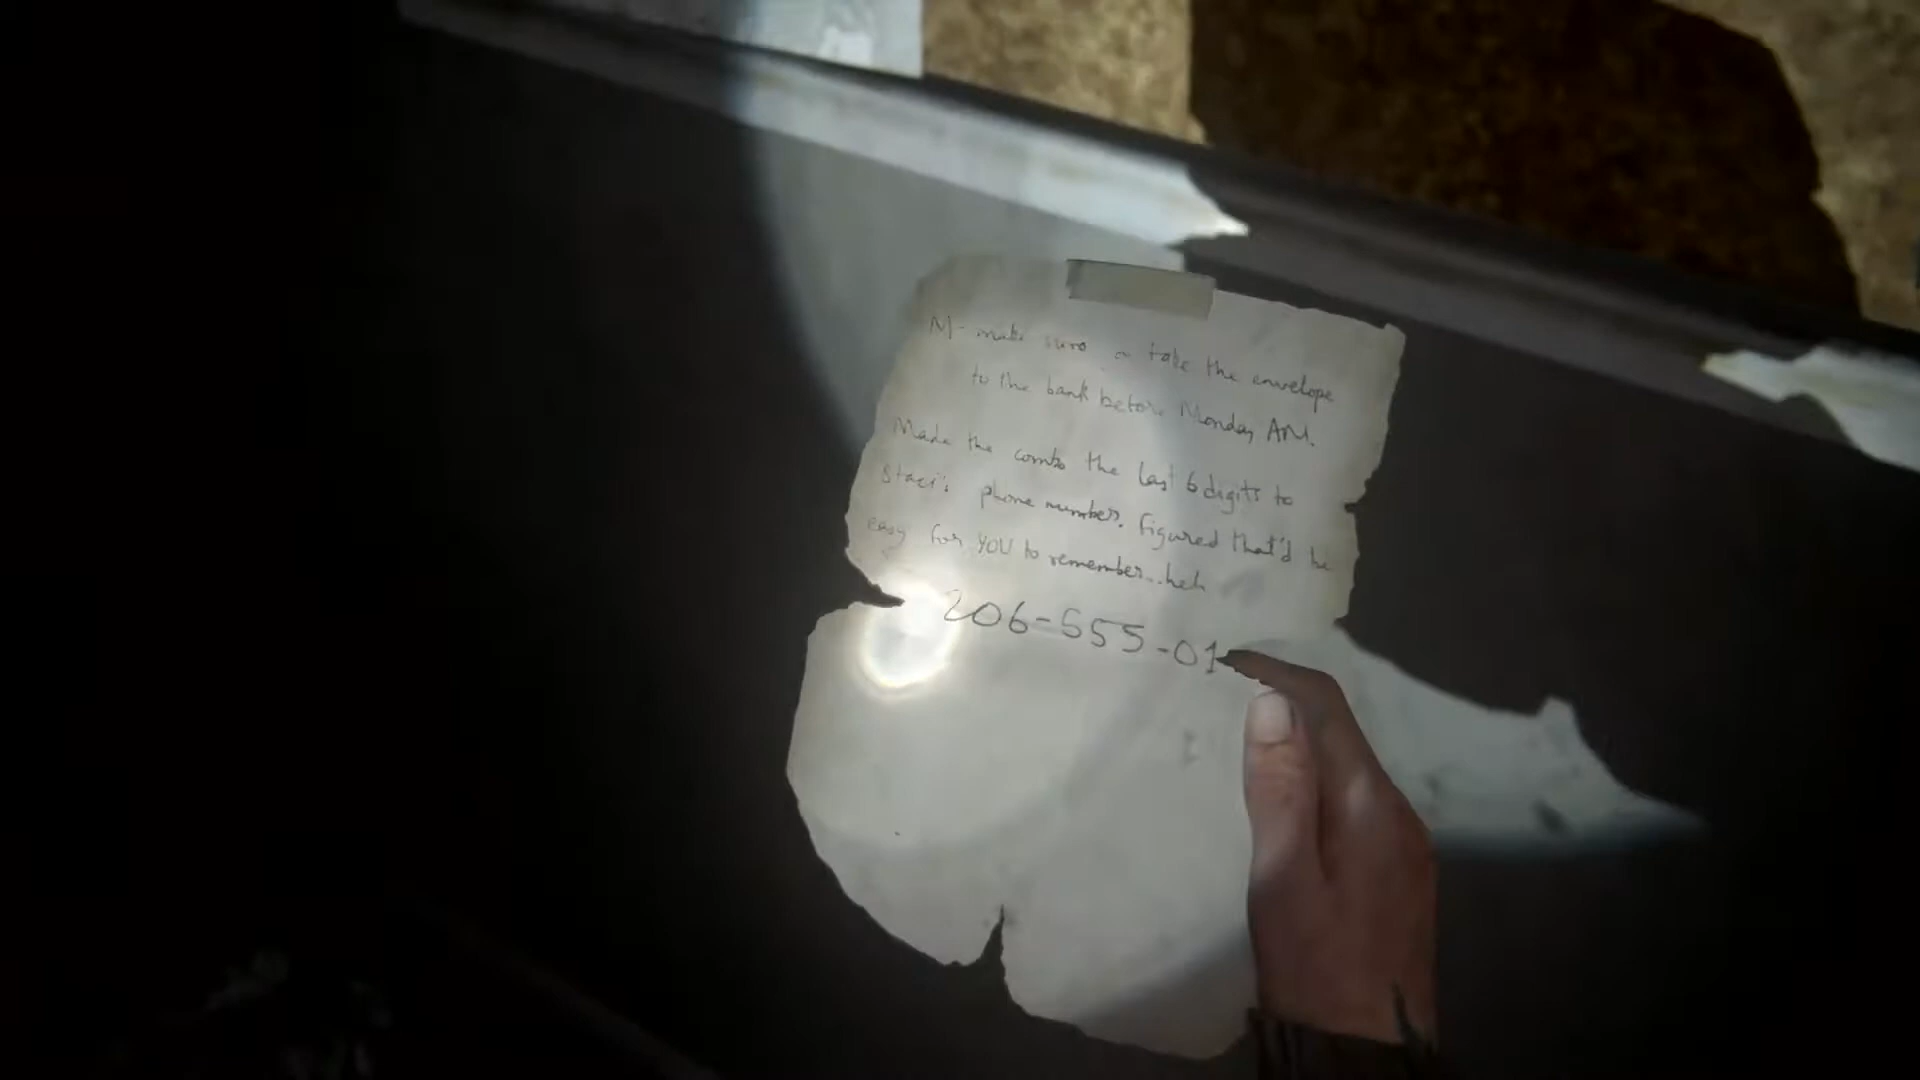 M- make sure take the envelope
to the bank before Monday AM.
Made the combo the last 6 digits to
Staci's phone number. figured that'd be
easy for YOU to remember...heh
206-555-01